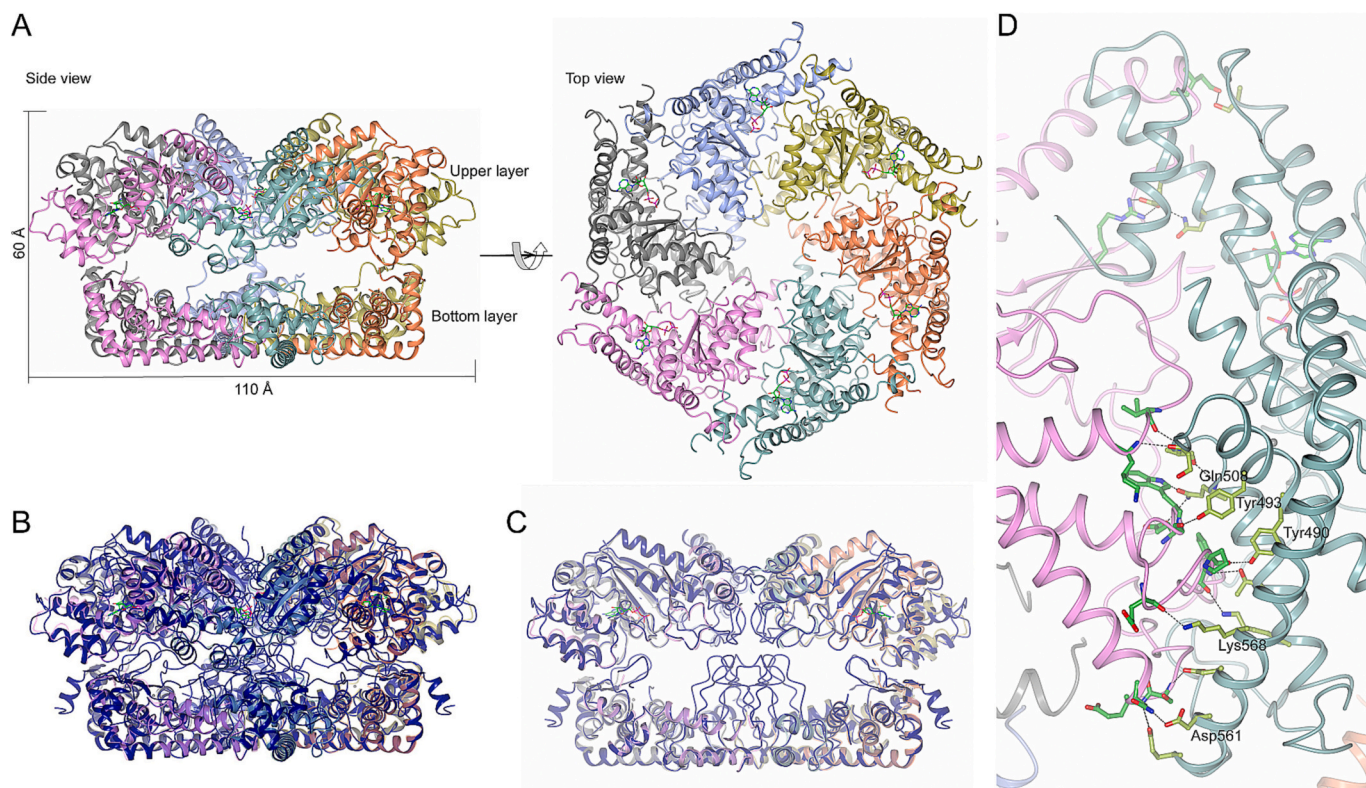 A
Side view
60 Å
Upper layer
Bottom layer
110 Å
Top view
D
Gln508
Tyr493
Tyr490
Lys568
Asp561
B
C